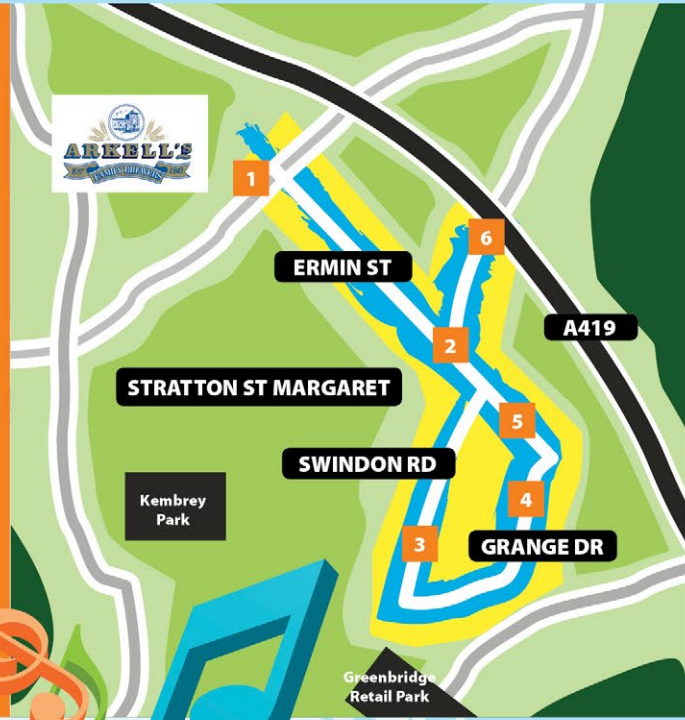 ARKELL'S
EST
FAMILY BREWERS
1
6
ERMIN ST
A419
2
STRATTON ST MARGARET
5
SWINDON RD
4
Kembrey
Park
3
GRANGE DR
Greenbridge
Retail Park